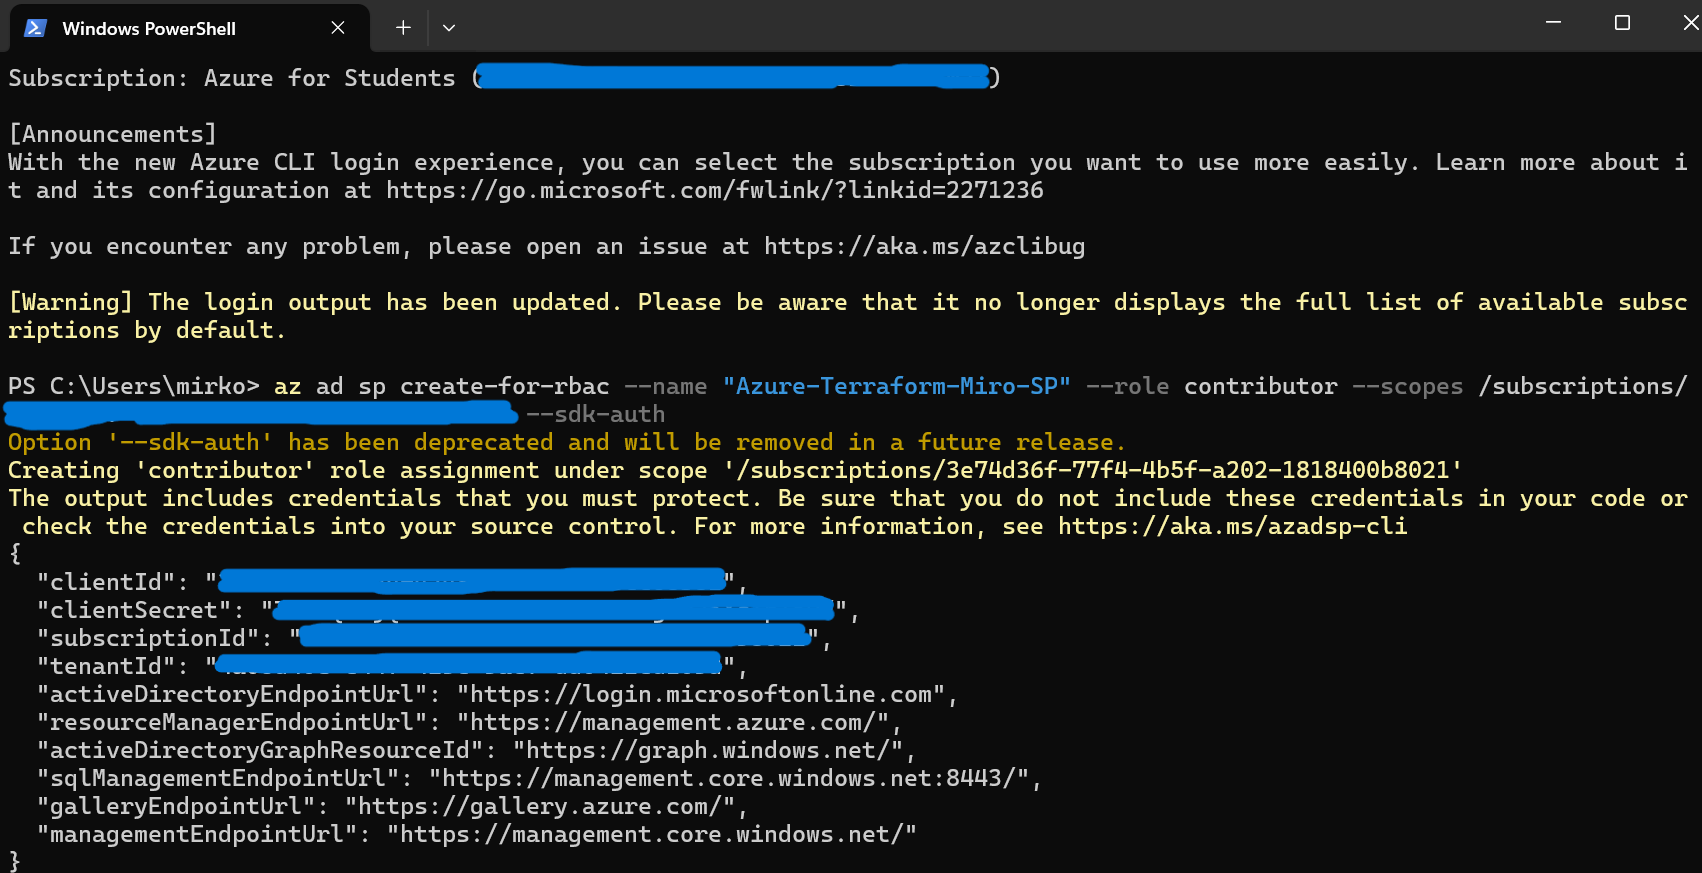 Windows PowerShell
Subscription: Azure for Students ( )
[Announcements]
With the new Azure CLI login experience, you can select the subscription you want to use more easily. Learn more about i
t and its configuration at https://go.microsoft.com/fwlink/?linkid=2271236
If you encounter any problem, please open an issue at https://aka.ms/azclibug
[Warning] The login output has been updated. Please be aware that it no longer displays the full list of available subsc
riptions by default.
PS C:\Users\mirko> az ad sp create-for-rbac --name "Azure-Terraform-Miro-SP" --role contributor --scopes /subscriptions/
--sdk-auth
Option '--sdk-auth' has been deprecated and will be removed in a future release.
Creating 'contributor' role assignment under scope '/subscriptions/3e74d36f-77f4-4b5f-a202-1818400b8021'
The output includes credentials that you must protect. Be sure that you do not include these credentials in your code or
 check the credentials into your source control. For more information, see https://aka.ms/azadsp-cli
{
  "clientId": " ",
  "clientSecret": " ",
  "subscriptionId": " ",
  "tenantId": " ",
  "activeDirectoryEndpointUrl": "https://login.microsoftonline.com",
  "resourceManagerEndpointUrl": "https://management.azure.com/",
  "activeDirectoryGraphResourceId": "https://graph.windows.net/",
  "sqlManagementEndpointUrl": "https://management.core.windows.net:8443/",
  "galleryEndpointUrl": "https://gallery.azure.com/",
  "managementEndpointUrl": "https://management.core.windows.net/"
}